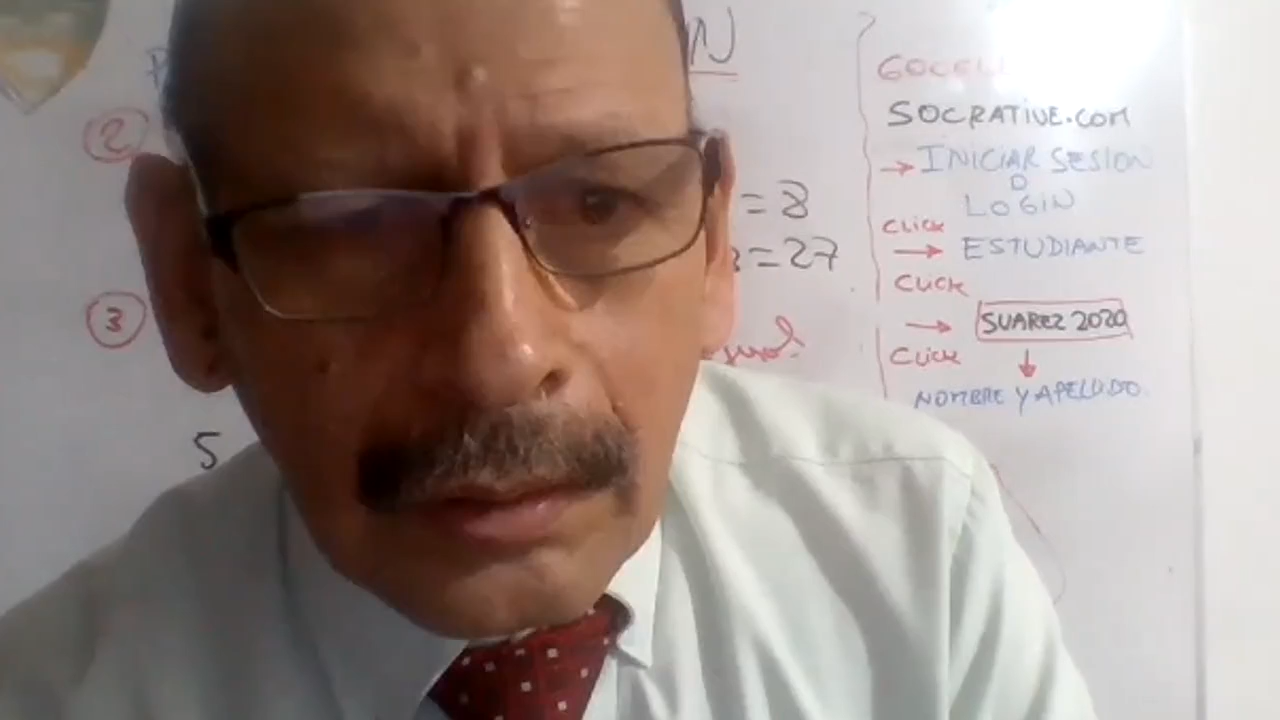 N
②
= 8
= 27
③
5
SOCRATIVE.COM
→ INICIAR SESION
O
LOGIN
CLICK
→ ESTUDIANTE
CLICK
→ SUAREZ 2020
CLICK
↓
NOMBRE Y APELLIDO.